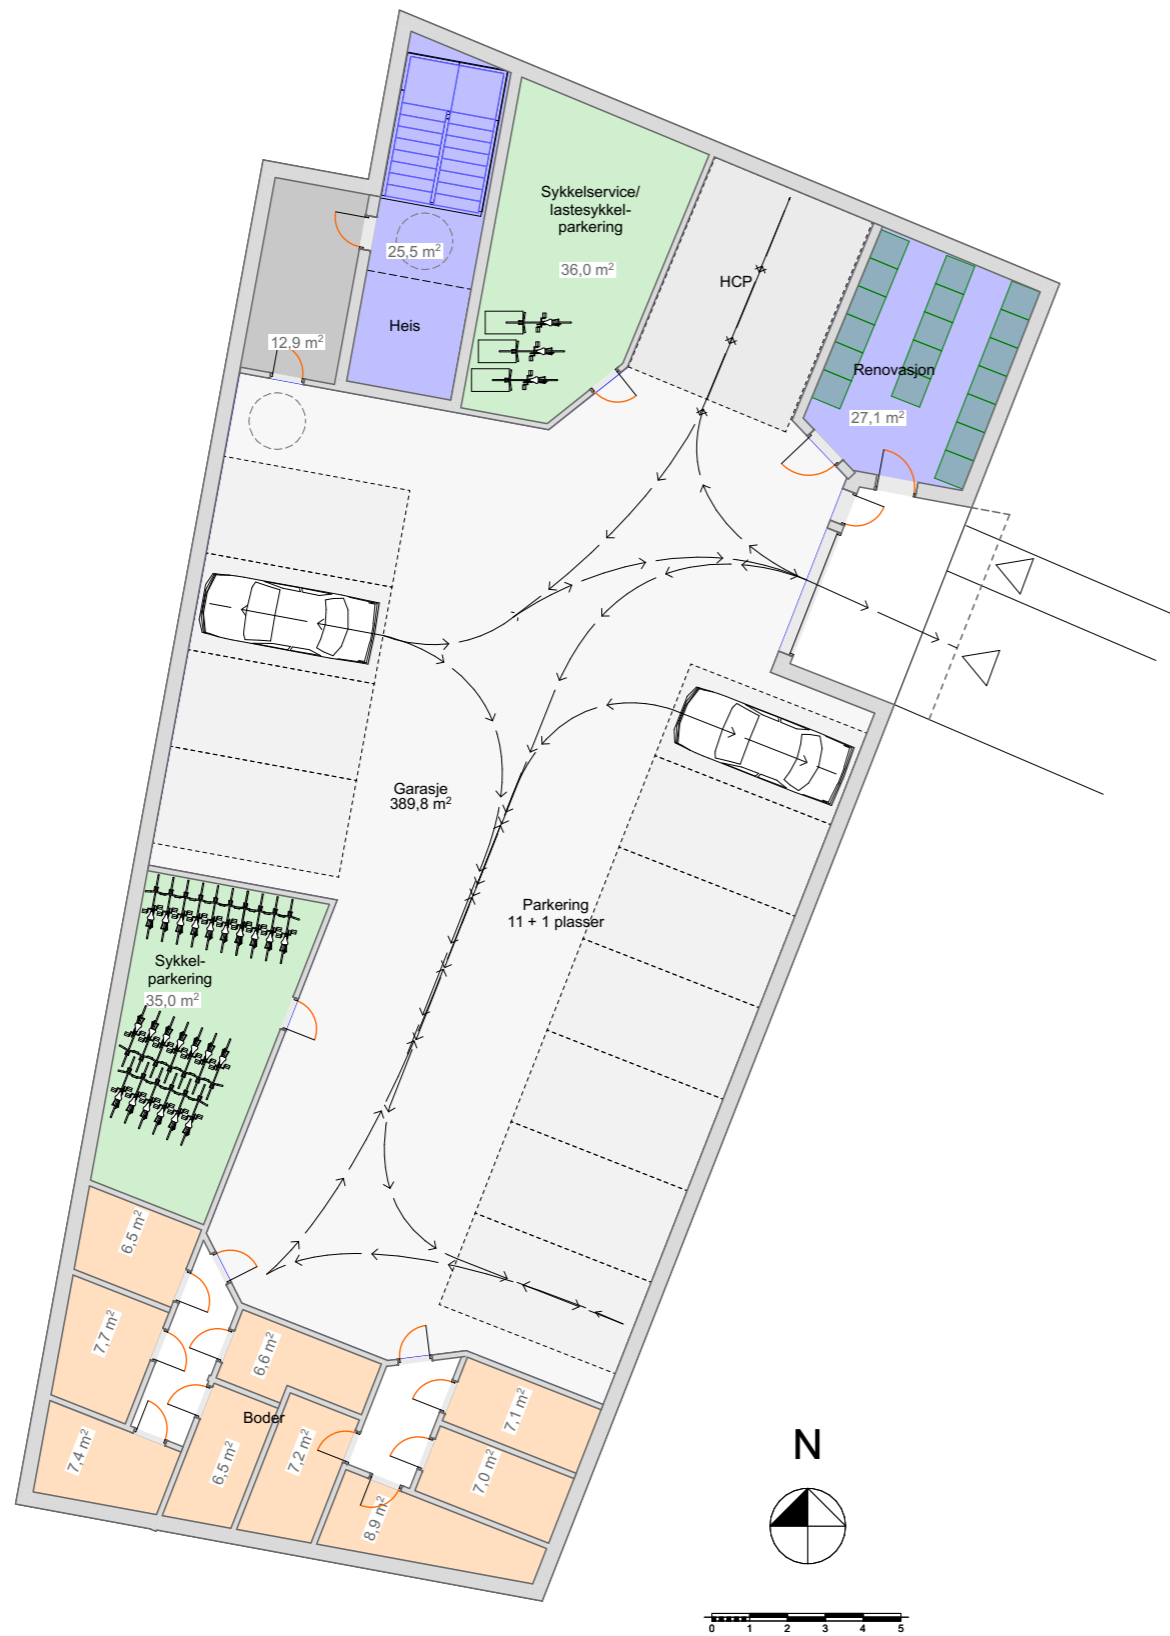 Sykkelservice/
lastesykkel-
parkering
36,0 m²
25,5 m²
HCP
Heis
12,9 m²
Renovasjon
27,1 m²
Garasje
389,8 m²
Parkering
11 + 1 plasser
Sykkel-
parkering
35,0 m²
6,5 m²
7,7 m²
6,6 m²
7,1 m²
Boder
7,4 m²
6,5 m²
7,2 m²
7,0 m²
8,9 m²
N
0 1 2 3 4 5